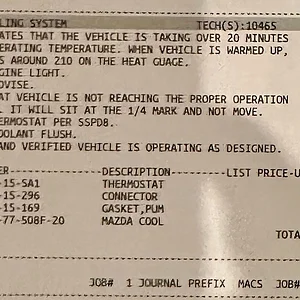 LING SYSTEM TECH(S):10465
ATES THAT THE VEHICLE IS TAKING OVER 20 MINUTES
ERATING TEMPERATURE. WHEN VEHICLE IS WARMED UP,
S AROUND 210 ON THE HEAT GUAGE.
GINE LIGHT.
DVISE.
AT VEHICLE IS NOT REACHING THE PROPER OPERATION
L IT WILL SIT AT THE 1/4 MARK AND NOT MOVE.
ERMOSTAT PER SSPD8.
OOLANT FLUSH.
AND VERIFIED VEHICLE IS OPERATING AS DESIGNED.
ER------------DESCRIPTION----------LIST PRICE-U
-15-SA1 THERMOSTAT
-15-296 CONNECTOR
-15-169 GASKET,PUM
-77-508F-20 MAZDA COOL
TOTA
JOB# 1 JOURNAL PREFIX MACS JOB#